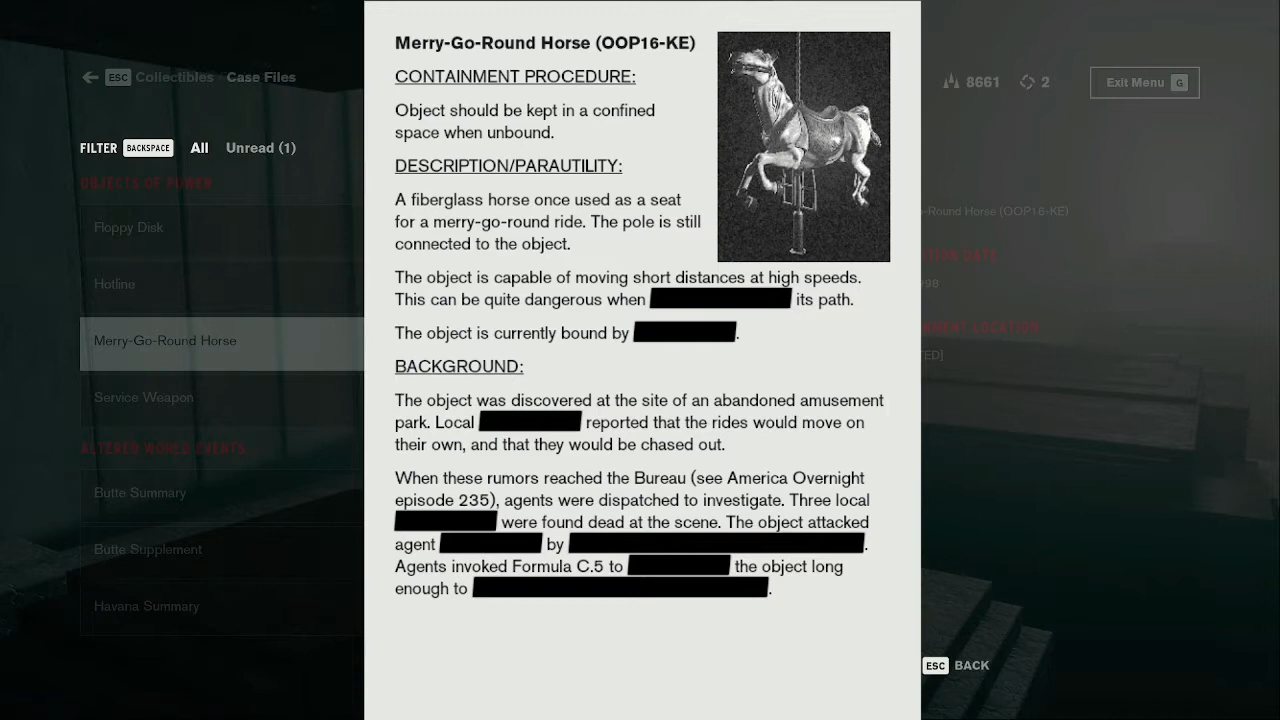 Merry-Go-Round Horse (OOP16-KE)
CONTAINMENT PROCEDURE:
Object should be kept in a confined
space when unbound.
DESCRIPTION/PARAUTILITY:
A fiberglass horse once used as a seat
for a merry-go-round ride. The pole is still
connected to the object.
The object is capable of moving short distances at high speeds.
This can be quite dangerous when its path.
The object is currently bound by .
BACKGROUND:
The object was discovered at the site of an abandoned amusement
park. Local reported that the rides would move on
their own, and that they would be chased out.
When these rumors reached the Bureau (see America Overnight
episode 235), agents were dispatched to investigate. Three local
were found dead at the scene. The object attacked
agent by .
Agents invoked Formula C.5 to the object long
enough to .
ESC Collectibles Case Files
FILTER BACKSPACE All Unread (1)
OBJECTS OF POWER
Floppy Disk
Hotline
Merry-Go-Round Horse
Service Weapon
ALTERED WORLD EVENTS
Butte Summary
Butte Supplement
Havana Summary
8661 2 Exit Menu G
-Round Horse (OOP16-KE)
DATE
98
LOCATION
TED]
ESC BACK